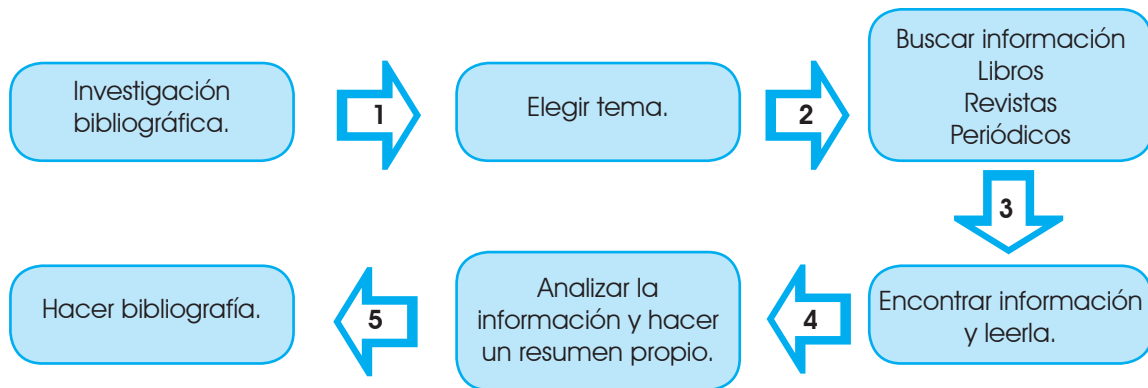 Investigación
bibliográfica.
1
Elegir tema.
2
Buscar información
Libros
Revistas
Periódicos
3
Encontrar información
y leerla.
4
Analizar la
información y hacer
un resumen propio.
5
Hacer bibliografía.